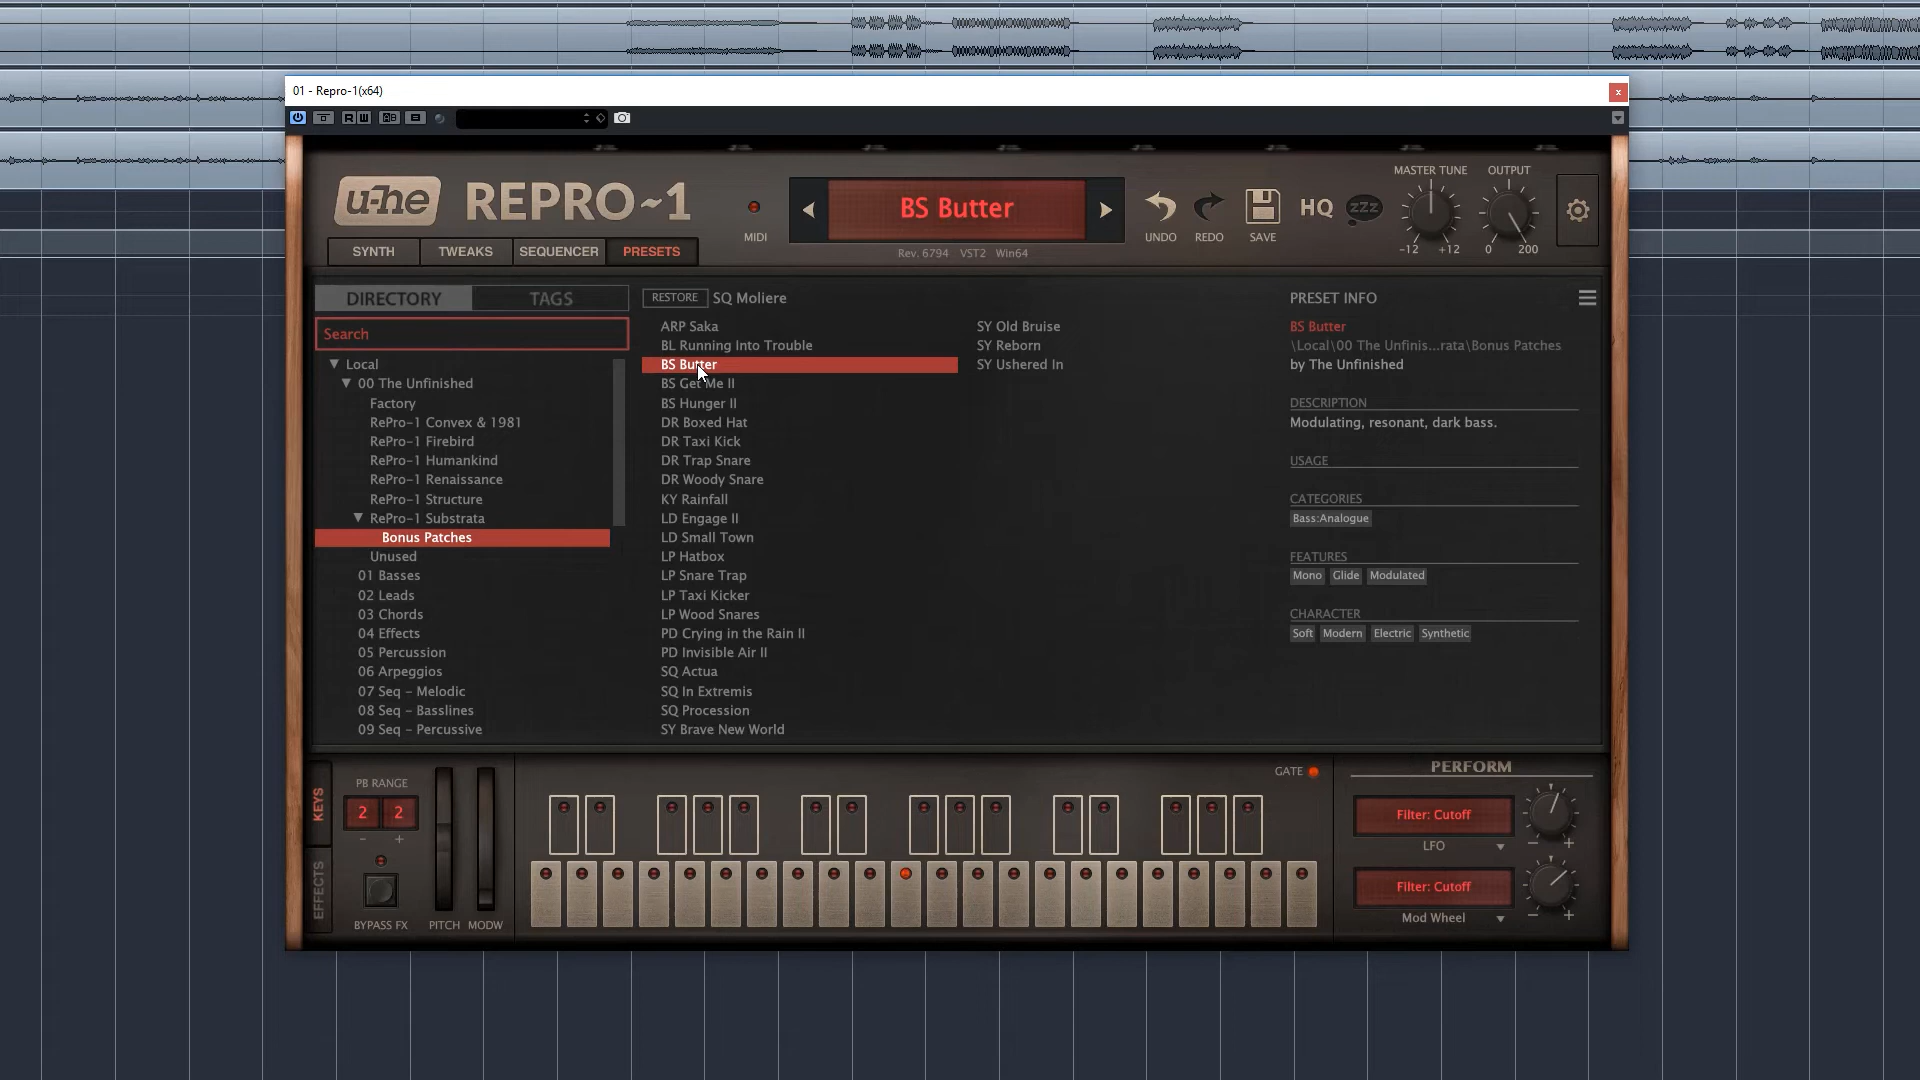 01 - Repro-1(x64)
x
R W AB
u-he REPRO~1
MIDI
BS Butter
UNDO REDO SAVE HQ zzz
MASTER TUNE OUTPUT
-12 +12 0 200
SYNTH TWEAKS SEQUENCER PRESETS
Rev. 6794 VST2 Win64
DIRECTORY TAGS
Search
Local
00 The Unfinished
Factory
RePro-1 Convex & 1981
RePro-1 Firebird
RePro-1 Humankind
RePro-1 Renaissance
RePro-1 Structure
RePro-1 Substrata
Bonus Patches
Unused
01 Basses
02 Leads
03 Chords
04 Effects
05 Percussion
06 Arpeggios
07 Seq - Melodic
08 Seq - Basslines
09 Seq - Percussive
RESTORE SQ Moliere
ARP Saka
BL Running Into Trouble
BS Butter
BS Get Me II
BS Hunger II
DR Boxed Hat
DR Taxi Kick
DR Trap Snare
DR Woody Snare
KY Rainfall
LD Engage II
LD Small Town
LP Hatbox
LP Snare Trap
LP Taxi Kicker
LP Wood Snares
PD Crying in the Rain II
PD Invisible Air II
SQ Actua
SQ In Extremis
SQ Procession
SY Brave New World
SY Old Bruise
SY Reborn
SY Ushered In
PRESET INFO
BS Butter
\Local\00 The Unfinis...rata\Bonus Patches
by The Unfinished
DESCRIPTION
Modulating, resonant, dark bass.
USAGE
CATEGORIES
Bass:Analogue
FEATURES
Mono Glide Modulated
CHARACTER
Soft Modern Electric Synthetic
KEYS
EFFECTS
PB RANGE
2 2
- +
BYPASS FX PITCH MODW
GATE
PERFORM
Filter: Cutoff
LFO
- +
Filter: Cutoff
Mod Wheel
- +